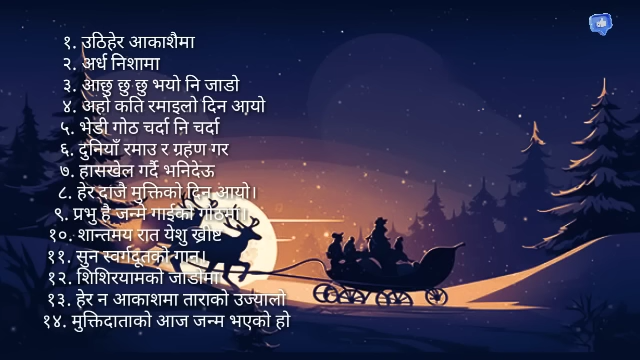 १. उठिहेर आकाशैमा
२. अर्ध निशामा
३. आछु छु छु भयो नि जाडो
४. अहो कति रमाइलो दिन आयो
५. भेडी गोठ चर्दा नि चर्दा
६. दुनियाँ रमाउ र ग्रहण गर
७. हासखेल गर्दै भनिदेऊ
८. हेर दाजै मुक्तिको दिन आयो।
९. प्रभु है जन्मे गाईको गोठमा।
१०. शान्तमय रात येशु ख्रीष्ट
११. सुन स्वर्गदूतको गान।
१२. शिशिरयामको जाडोमा
१३. हेर न आकाशमा ताराको उज्यालो
१४. मुक्तिदाताको आज जन्म भएको हो